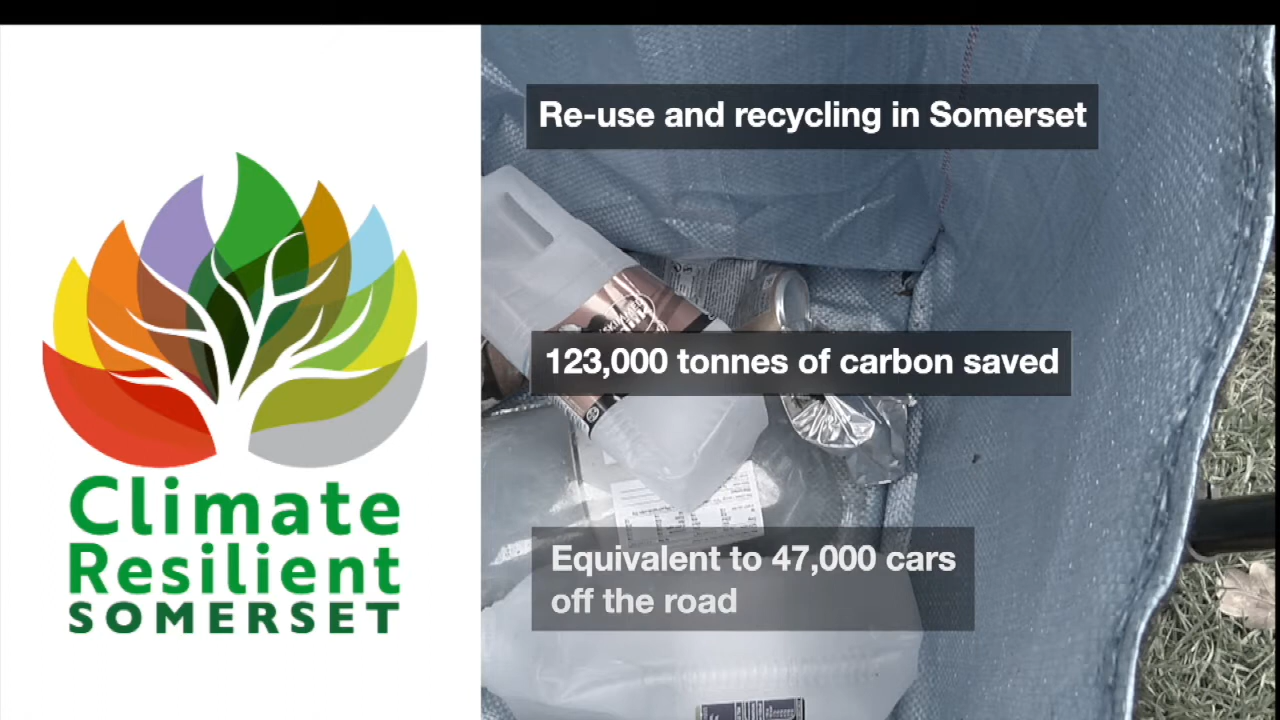 Re-use and recycling in Somerset
123,000 tonnes of carbon saved
Equivalent to 47,000 cars
off the road
Climate
Resilient
SOMERSET